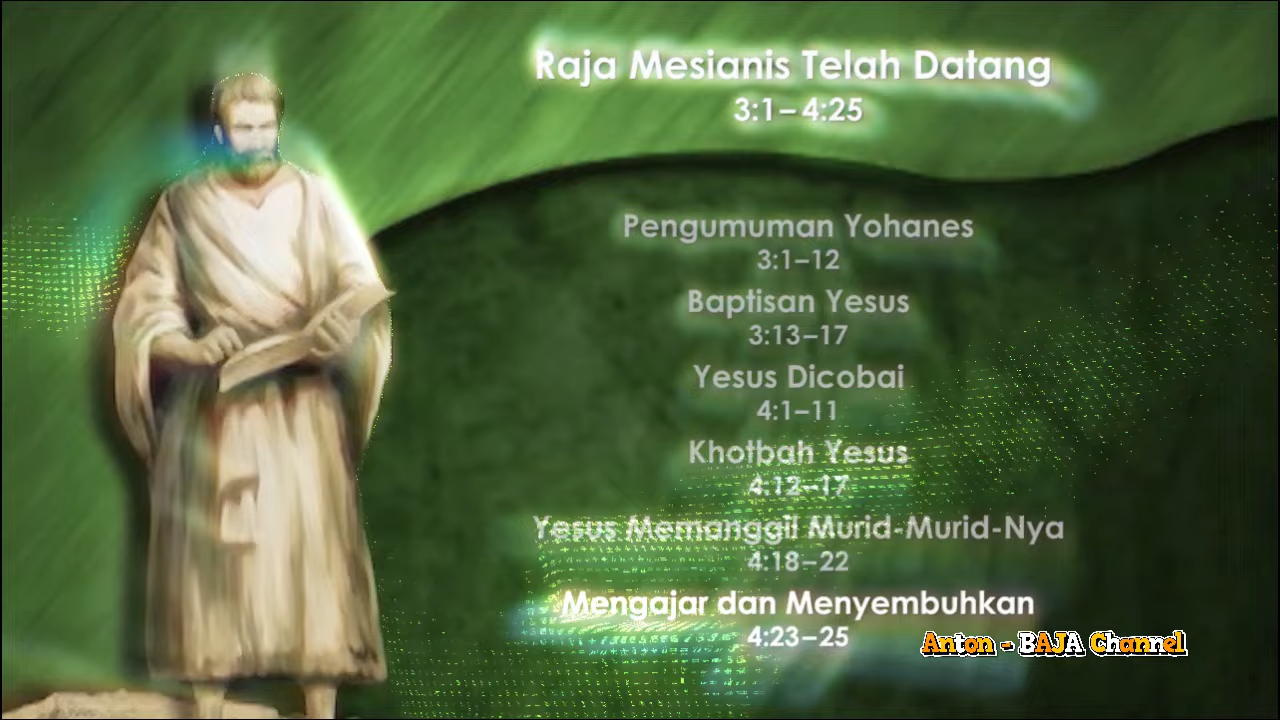 Raja Mesianis Telah Datang
3:1–4:25
Pengumuman Yohanes
3:1–12
Baptisan Yesus
3:13–17
Yesus Dicobai
4:1–11
Khotbah Yesus
4:12–17
Yesus Memanggil Murid-Murid-Nya
4:18–22
Mengajar dan Menyembuhkan
4:23–25
Anton - BAJA Channel